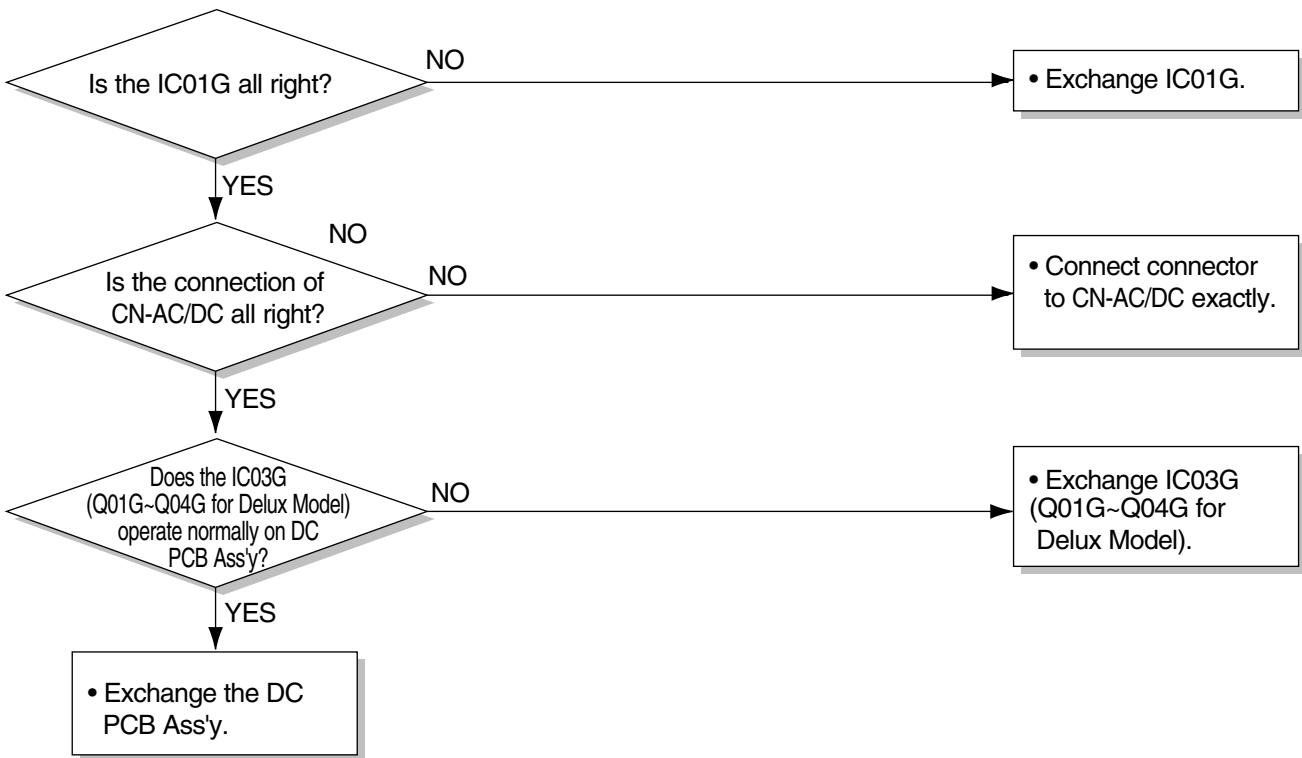 Is the IC01G all right?
NO
• Exchange IC01G.
YES
NO
Is the connection of
CN-AC/DC all right?
NO
• Connect connector
to CN-AC/DC exactly.
YES
Does the IC03G
(Q01G~Q04G for Delux Model)
operate normally on DC
PCB Ass'y?
NO
• Exchange IC03G
(Q01G~Q04G for
Delux Model).
YES
• Exchange the DC
PCB Ass'y.